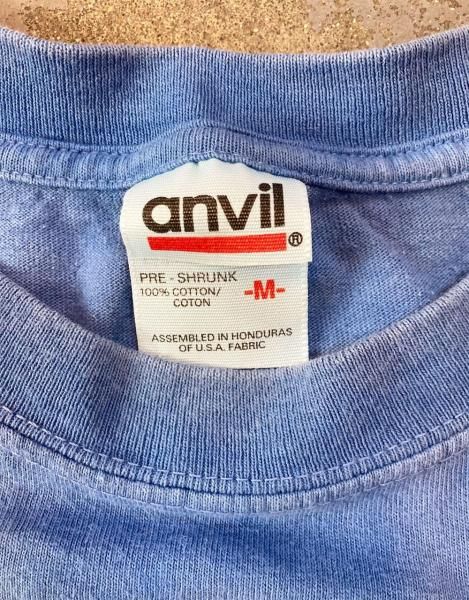 anvil
®
PRE - SHRUNK
100% COTTON/
COTON
-M-
ASSEMBLED IN HONDURAS
OF U.S.A. FABRIC